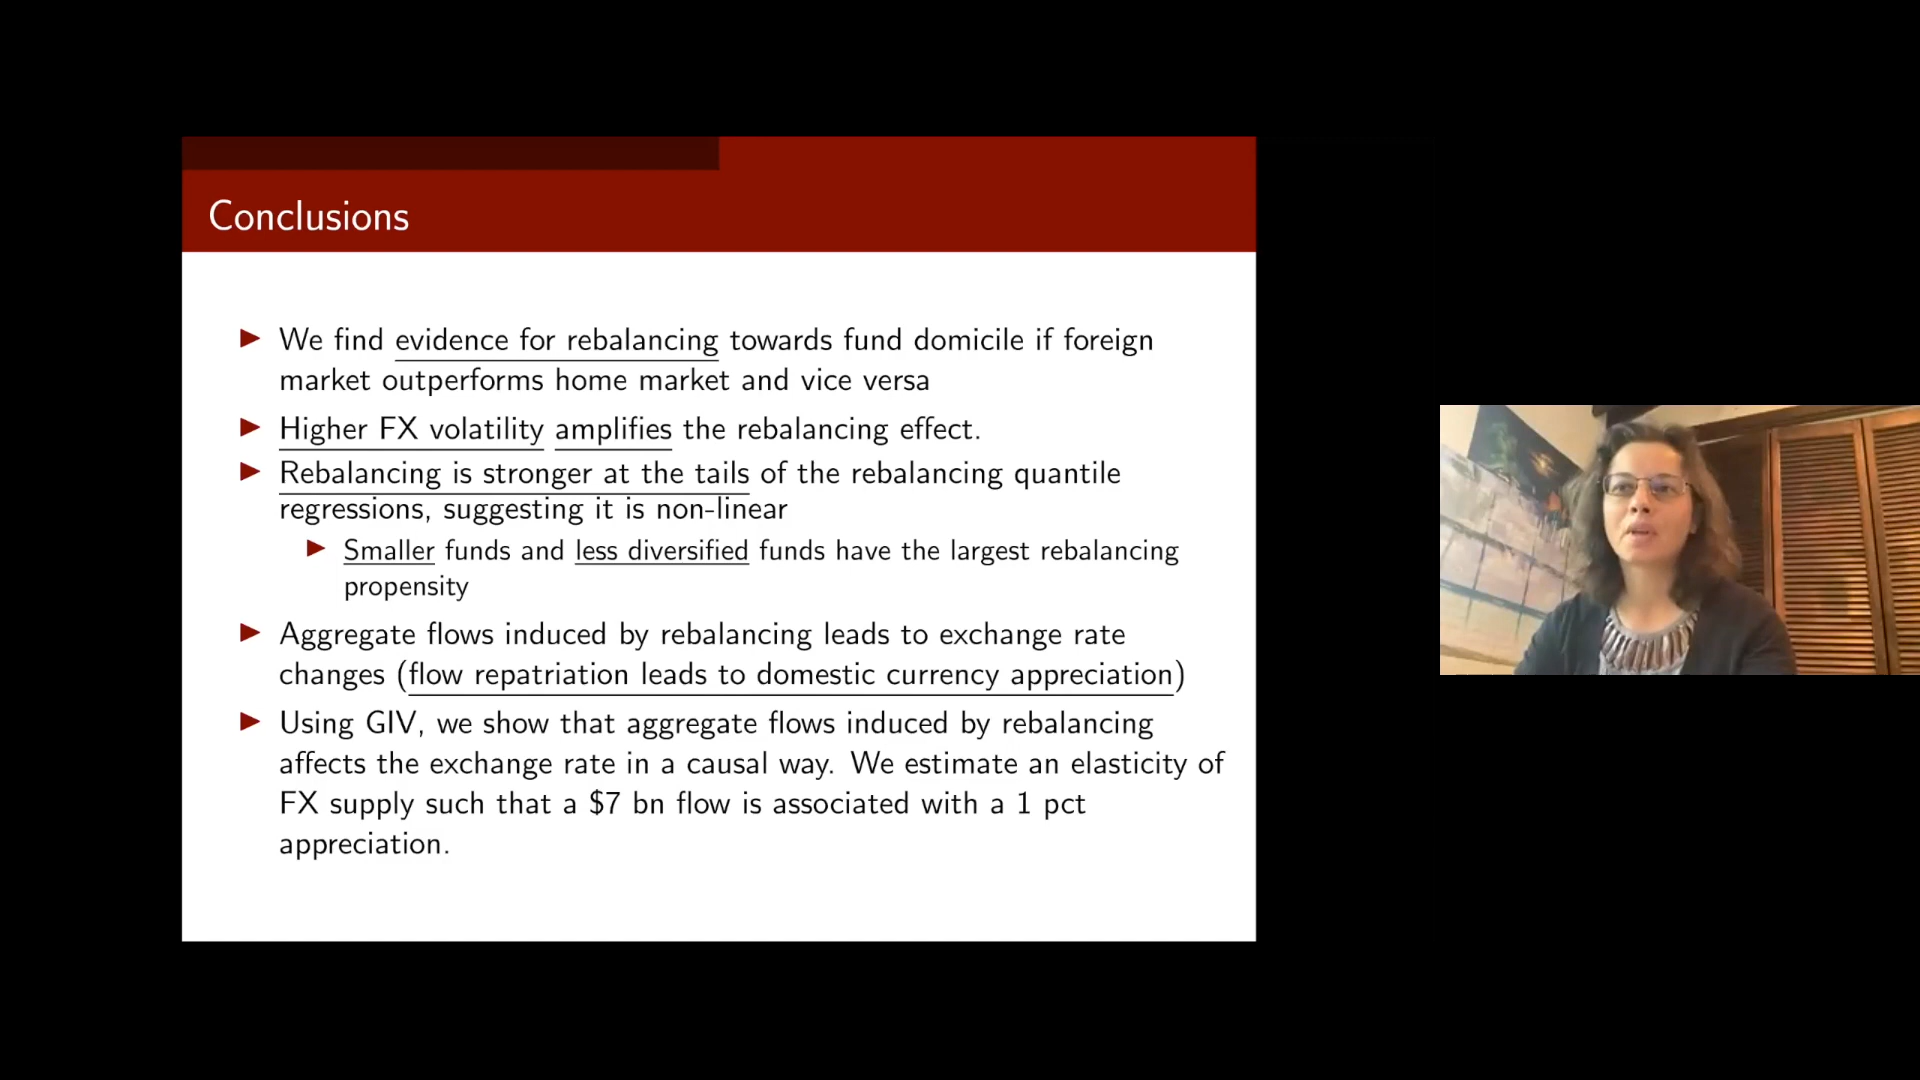 Conclusions
We find evidence for rebalancing towards fund domicile if foreign
market outperforms home market and vice versa
Higher FX volatility amplifies the rebalancing effect.
Rebalancing is stronger at the tails of the rebalancing quantile
regressions, suggesting it is non-linear
Smaller funds and less diversified funds have the largest rebalancing
propensity
Aggregate flows induced by rebalancing leads to exchange rate
changes (flow repatriation leads to domestic currency appreciation)
Using GIV, we show that aggregate flows induced by rebalancing
affects the exchange rate in a causal way. We estimate an elasticity of
FX supply such that a $7 bn flow is associated with a 1 pct
appreciation.